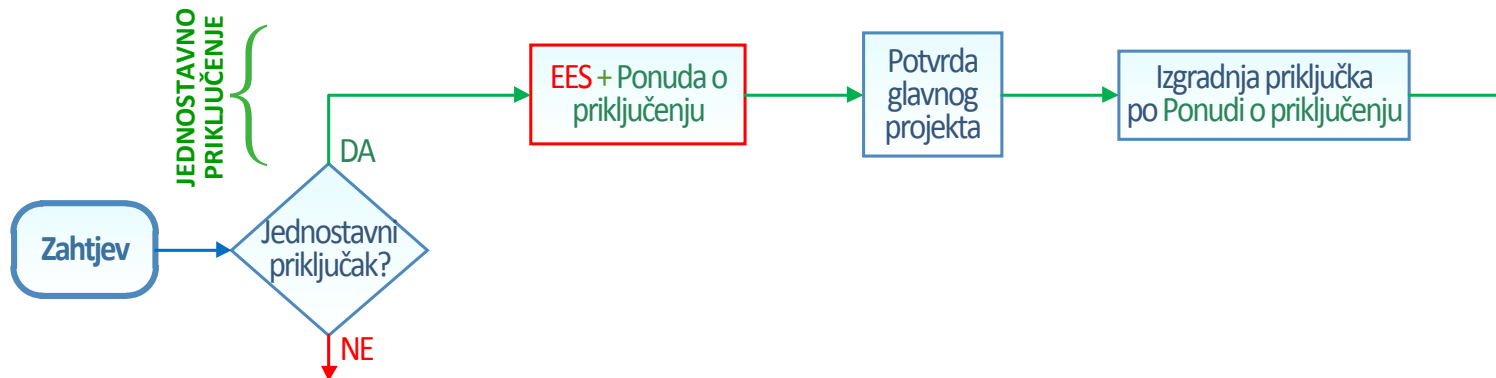 JEDNOSTAVNO
PRIKLJUČENJE
Zahtjev
Jednostavni
priključak?
DA
NE
EES + Ponuda o
priključenju
Potvrda
glavnog
projekta
Izgradnja priključka
po Ponudi o priključenju